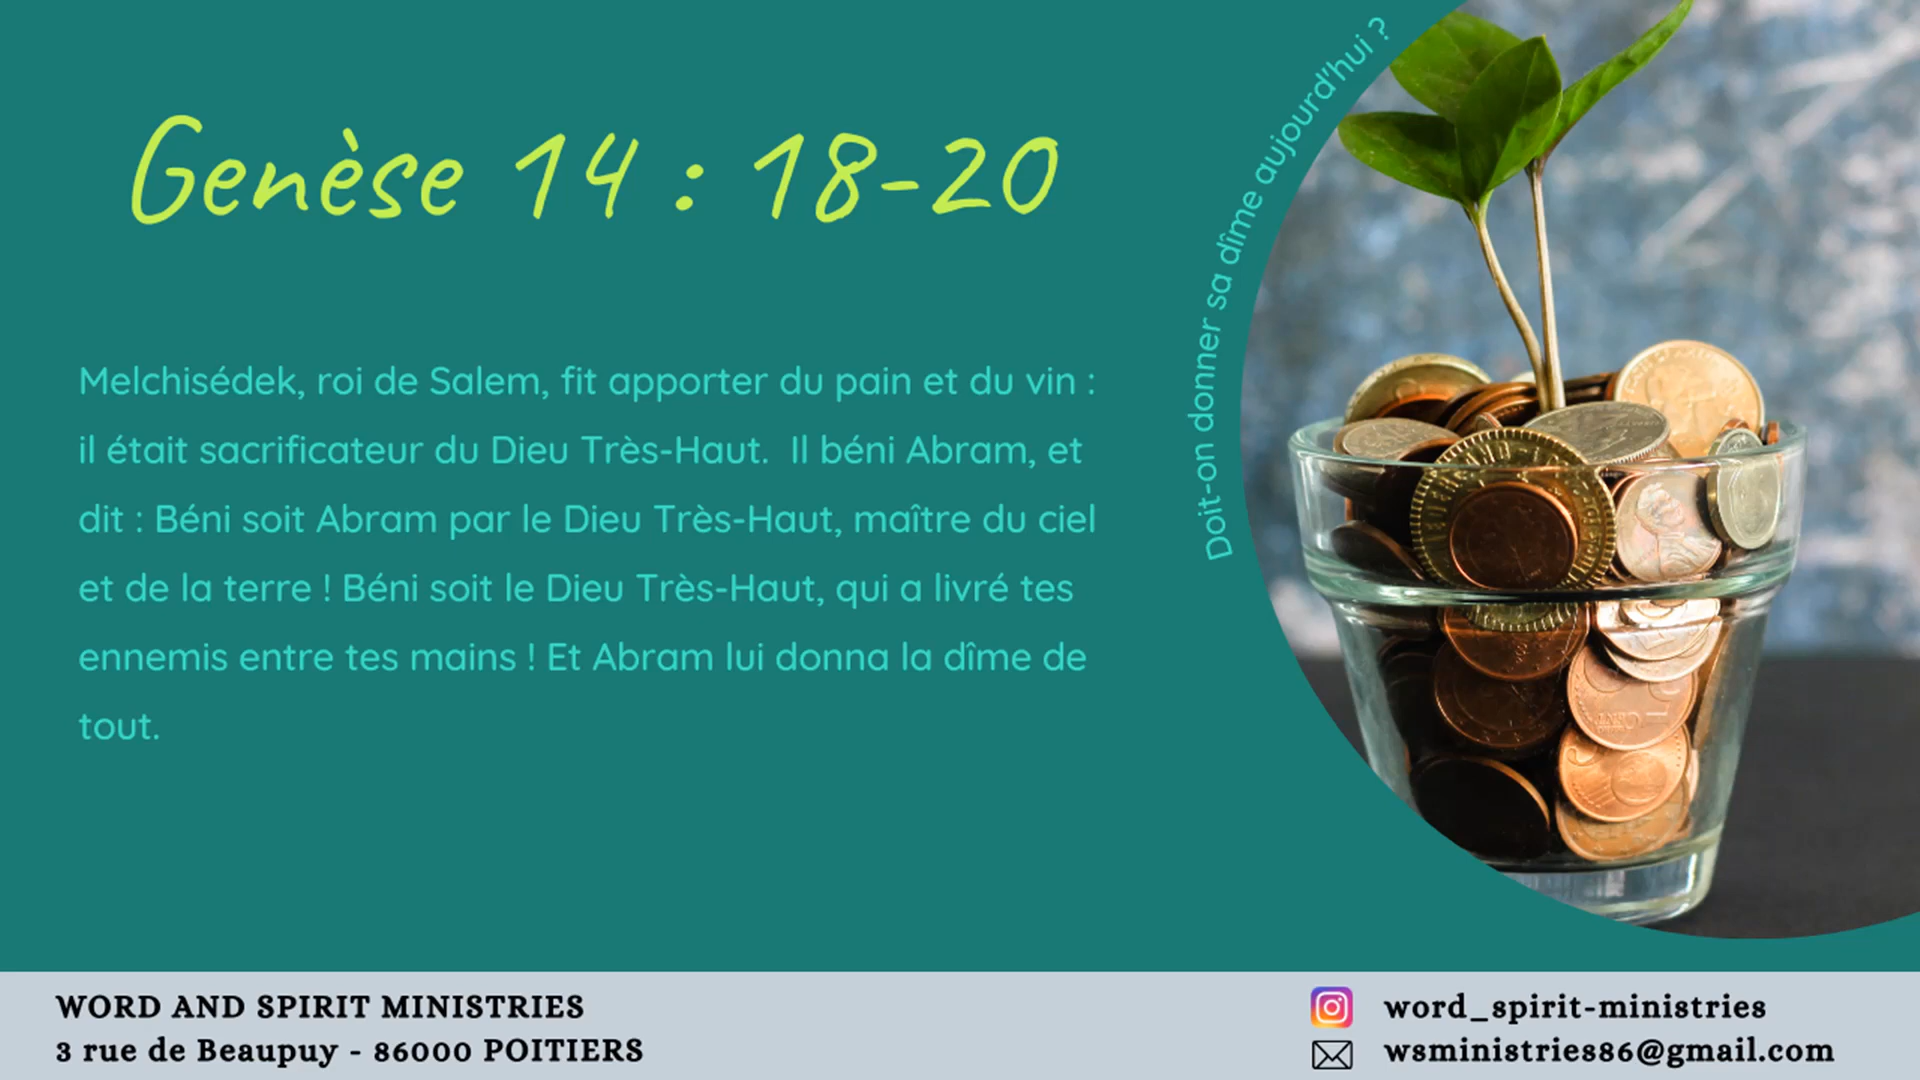 Genèse 14 : 18-20
Doit-on donner sa dîme aujourd'hui ?
Melchisédek, roi de Salem, fit apporter du pain et du vin :
il était sacrificateur du Dieu Très-Haut.  Il béni Abram, et
dit : Béni soit Abram par le Dieu Très-Haut, maître du ciel
et de la terre ! Béni soit le Dieu Très-Haut, qui a livré tes
ennemis entre tes mains ! Et Abram lui donna la dîme de
tout.
WORD AND SPIRIT MINISTRIES
3 rue de Beaupuy - 86000 POITIERS
word_spirit-ministries
wsministries86@gmail.com